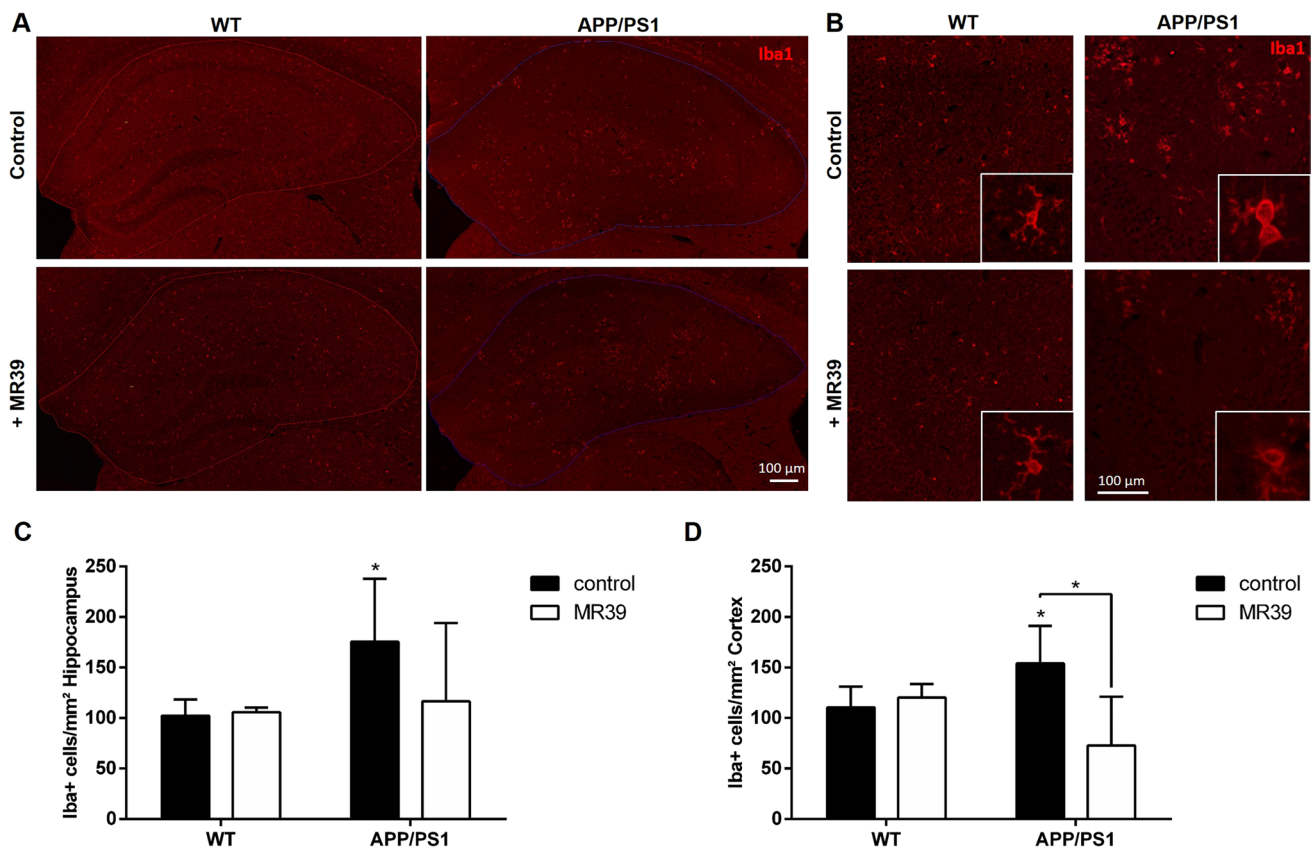 A
WT
APP/PS1
Control
Iba1
+ MR39
100 µm
B
WT
APP/PS1
Control
Iba1
+ MR39
100 µm
C
Iba+ cells/mm² Hippocampus
250
200
150
100
50
0
*
WT
APP/PS1
control
MR39
D
Iba+ cells/mm² Cortex
250
200
150
100
50
0
*
*
WT
APP/PS1
control
MR39